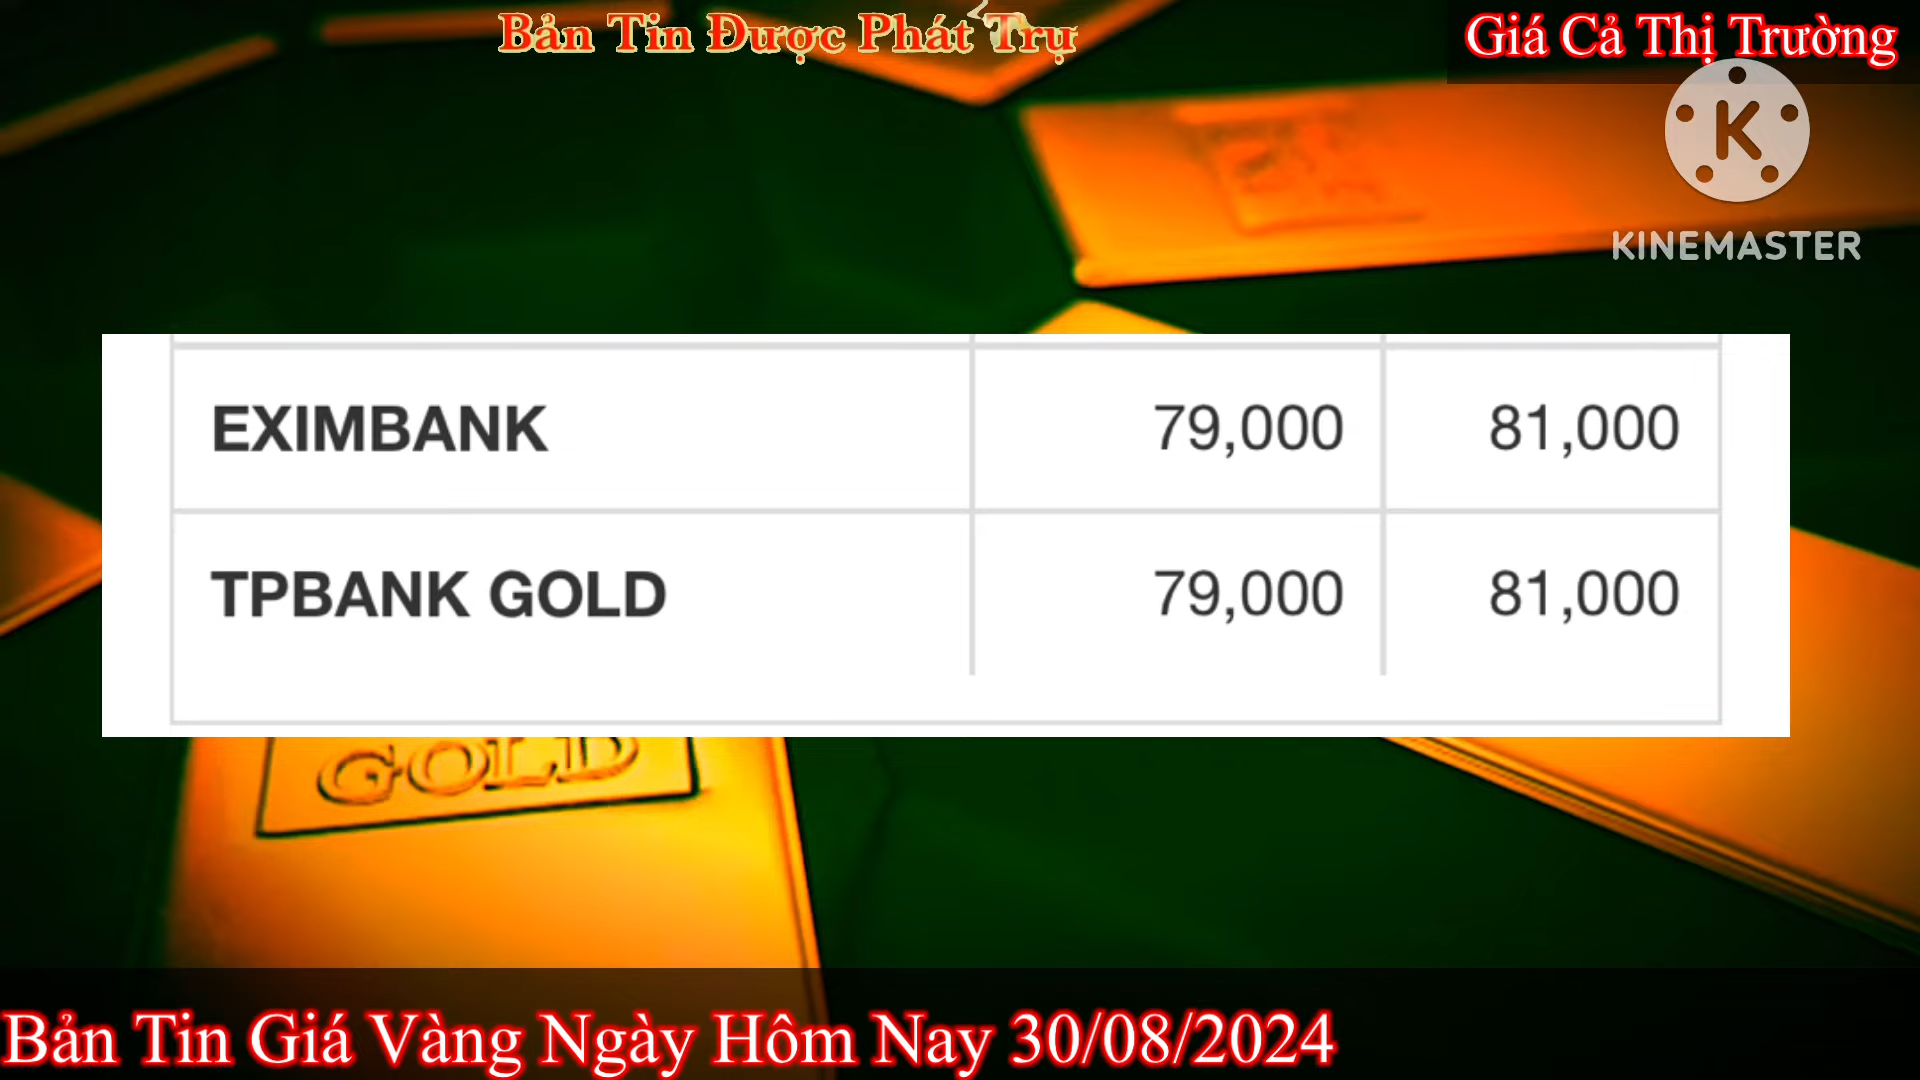 Bản Tin Được Phát Trự
Giá Cả Thị Trường
K
KINEMASTER
EXIMBANK 79,000 81,000
TPBANK GOLD 79,000 81,000
GOLD
Bản Tin Giá Vàng Ngày Hôm Nay 30/08/2024